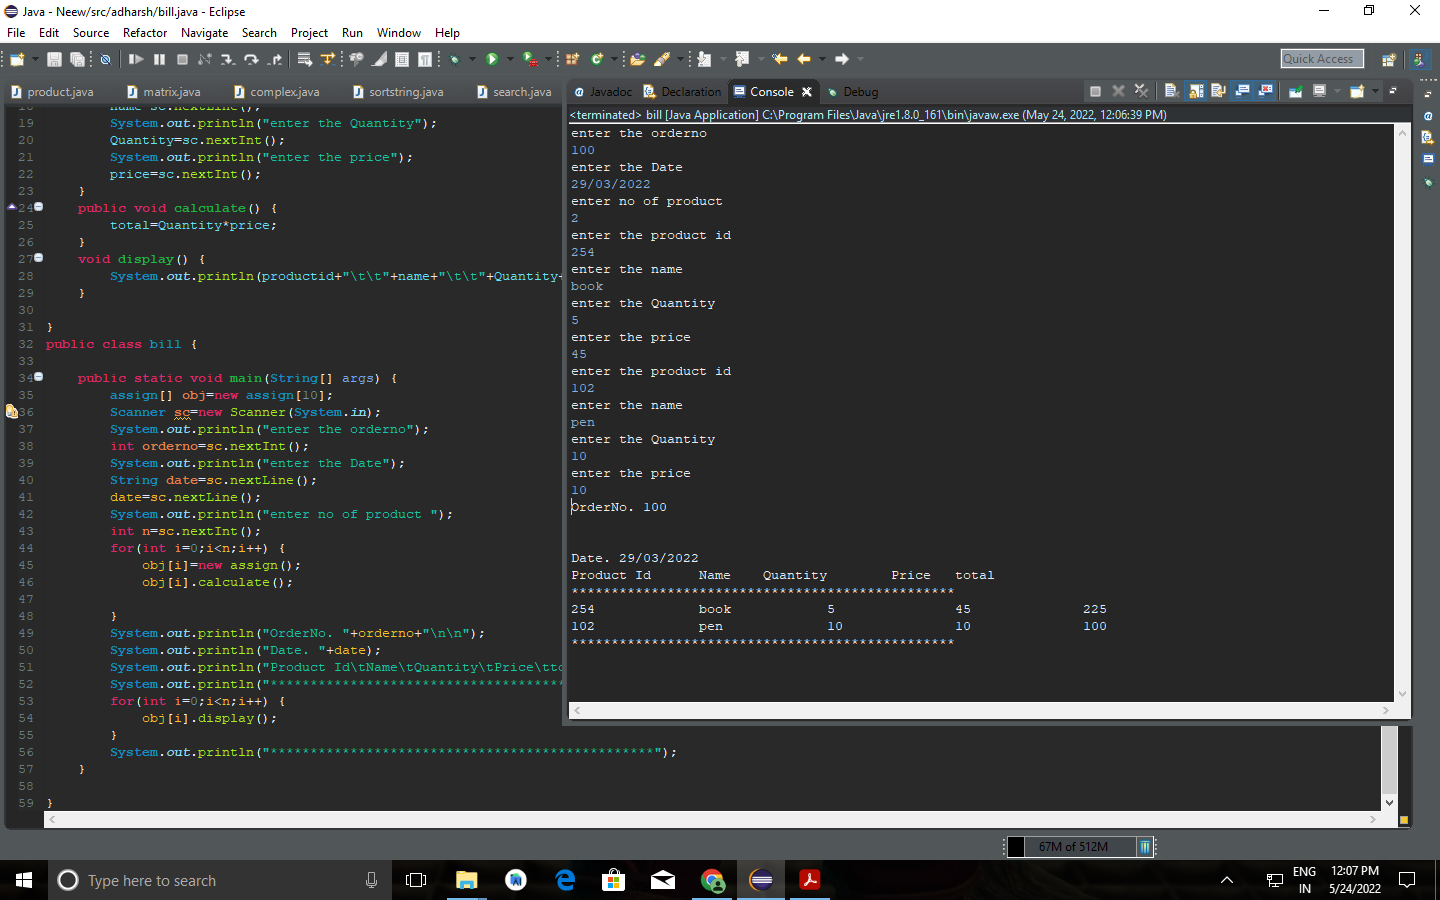 Java - Neew/src/adharsh/bill.java - Eclipse
File Edit Source Refactor Navigate Search Project Run Window Help
Quick Access
product.java matrix.java complex.java sortstring.java search.java
Javadoc Declaration Console Debug
<terminated> bill [Java Application] C:\Program Files\Java\jre1.8.0_161\bin\javaw.exe (May 24, 2022, 12:06:39 PM)
19 System.out.println("enter the Quantity");
20 Quantity=sc.nextInt();
21 System.out.println("enter the price");
22 price=sc.nextInt();
23 }
24 public void calculate() {
25 total=Quantity*price;
26 }
27 void display() {
28 System.out.println(productid+"\t\t"+name+"\t\t"+Quantity+
29 }
30
31 }
32 public class bill {
33
34 public static void main(String[] args) {
35 assign[] obj=new assign[10];
36 Scanner sc=new Scanner(System.in);
37 System.out.println("enter the orderno");
38 int orderno=sc.nextInt();
39 System.out.println("enter the Date");
40 String date=sc.nextLine();
41 date=sc.nextLine();
42 System.out.println("enter no of product ");
43 int n=sc.nextInt();
44 for(int i=0;i<n;i++) {
45 obj[i]=new assign();
46 obj[i].calculate();
47
48 }
49 System.out.println("OrderNo. "+orderno+"\n\n");
50 System.out.println("Date. "+date);
51 System.out.println("Product Id\tName\tQuantity\tPrice\tto
52 System.out.println("************************************
53 for(int i=0;i<n;i++) {
54 obj[i].display();
55 }
56 System.out.println("************************************************");
57 }
58
59 }
enter the orderno
100
enter the Date
29/03/2022
enter no of product
2
enter the product id
254
enter the name
book
enter the Quantity
5
enter the price
45
enter the product id
102
enter the name
pen
enter the Quantity
10
enter the price
10
OrderNo. 100
Date. 29/03/2022
Product Id Name Quantity Price total
************************************************
254 book 5 45 225
102 pen 10 10 100
************************************************
67M of 512M
Type here to search
ENG
IN
12:07 PM
5/24/2022